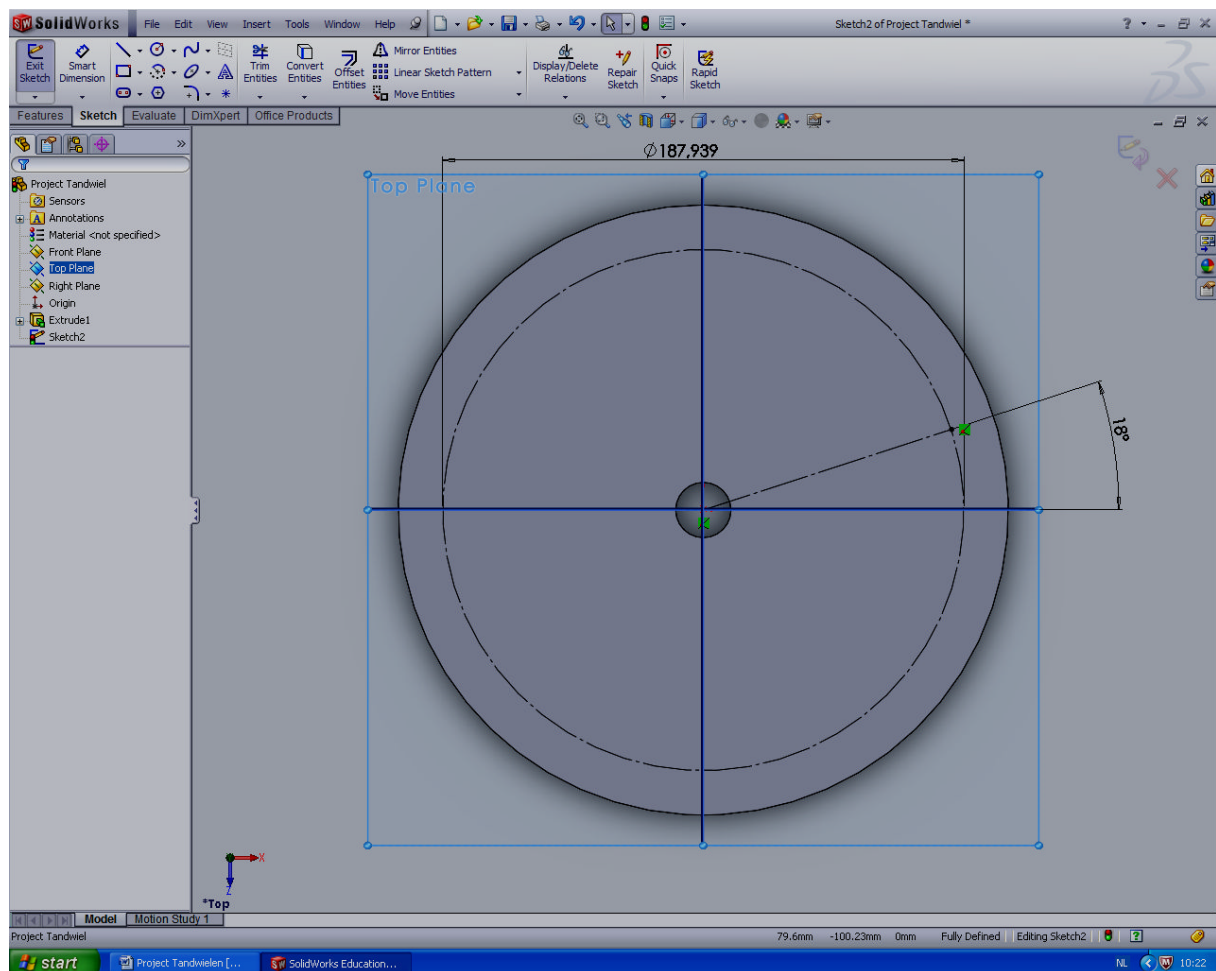 SolidWorks File Edit View Insert Tools Window Help Sketch2 of Project Tandwiel *
Exit Sketch
Smart Dimension
Trim Entities
Convert Entities
Offset Entities
Mirror Entities
Linear Sketch Pattern
Move Entities
Display/Delete Relations
Repair Sketch
Quick Snaps
Rapid Sketch
Features Sketch Evaluate DimXpert Office Products
Project Tandwiel
Sensors
Annotations
Material <not specified>
Front Plane
Top Plane
Right Plane
Origin
Extrude1
Sketch2
∅187,939
Top Plane
18°
X
Z
*Top
Model Motion Study 1
Project Tandwiel 79.6mm -100.23mm 0mm Fully Defined Editing Sketch2
start Project Tandwielen [... SolidWorks Education... NL 10:22